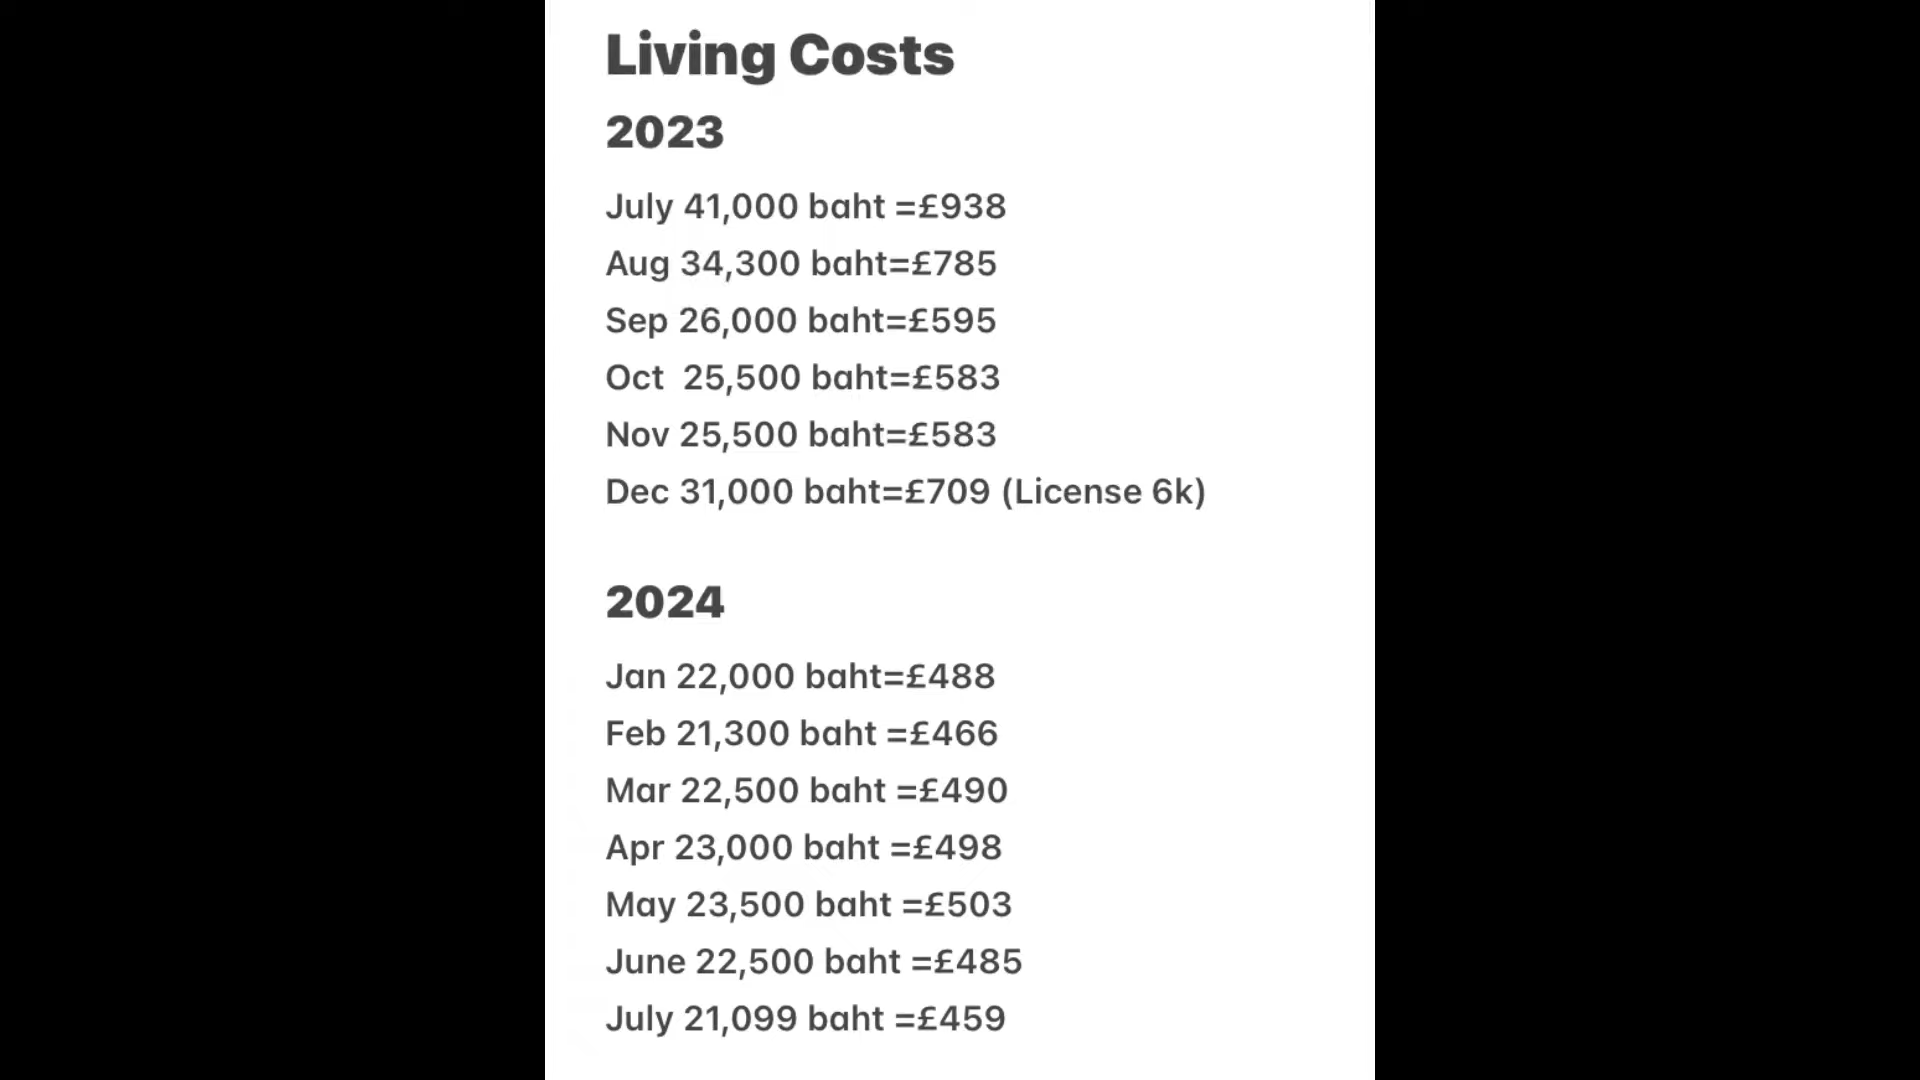 Living Costs
2023
July 41,000 baht =£938
Aug 34,300 baht=£785
Sep 26,000 baht=£595
Oct  25,500 baht=£583
Nov 25,500 baht=£583
Dec 31,000 baht=£709 (License 6k)
2024
Jan 22,000 baht=£488
Feb 21,300 baht =£466
Mar 22,500 baht =£490
Apr 23,000 baht =£498
May 23,500 baht =£503
June 22,500 baht =£485
July 21,099 baht =£459